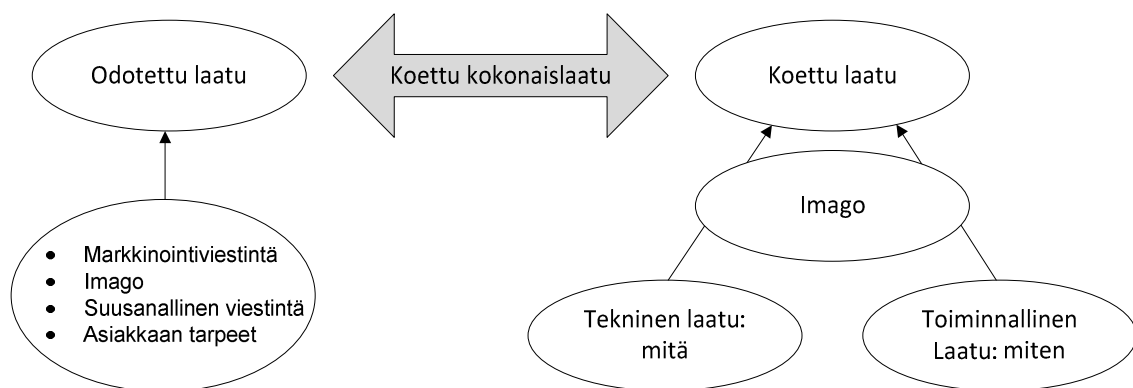 Odotettu laatu
Koettu kokonaislaatu
Koettu laatu
Imago
• Markkinointiviestintä
• Imago
• Suusanallinen viestintä
• Asiakkaan tarpeet
Tekninen laatu:
mitä
Toiminnallinen
Laatu: miten